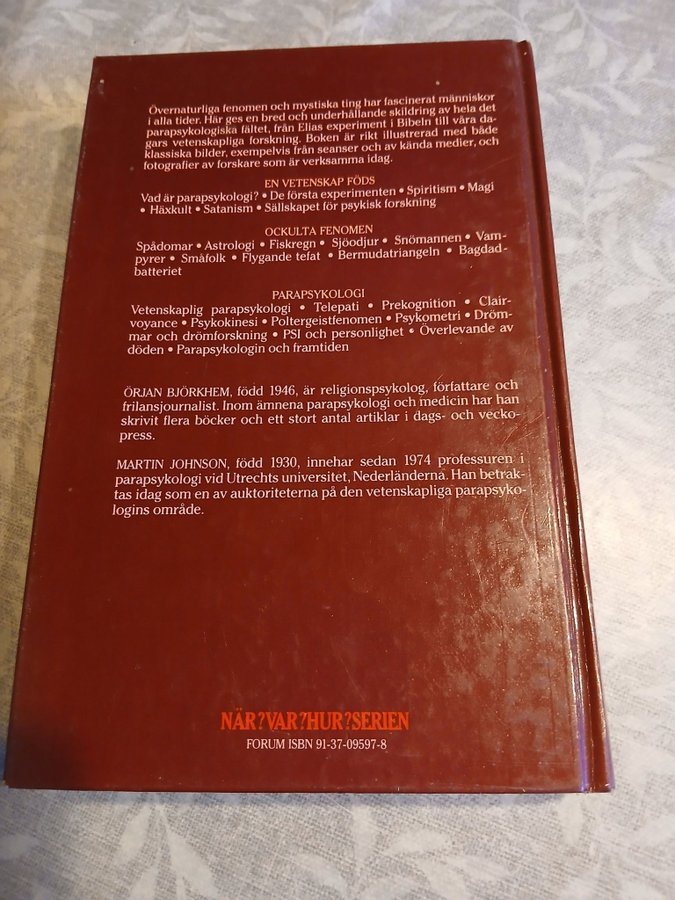 Övernaturliga fenomen och mystiska ting har fascinerat människor
i alla tider. Här ges en bred och underhållande skildring av hela det
parapsykologiska fältet, från Elias experiment i Bibeln till våra da-
gars vetenskapliga forskning. Boken är rikt illustrerad med både
klassiska bilder, exempelvis från seanser och av kända medier, och
fotografier av forskare som är verksamma idag.
EN VETENSKAP FÖDS
Vad är parapsykologi? • De första experimenten • Spiritism • Magi
• Häxkult • Satanism • Sällskapet för psykisk forskning
OCKULTA FENOMEN
Spådomar • Astrologi • Fiskregn • Sjöodjur • Snömannen • Vam-
pyrer • Småfolk • Flygande tefat • Bermudatriangeln • Bagdad-
batteriet
PARAPSYKOLOGI
Vetenskaplig parapsykologi • Telepati • Prekognition • Clair-
voyance • Psykokinesi • Poltergeistfenomen • Psykometri • Dröm-
mar och drömforskning • PSI och personlighet • Överlevande av
döden • Parapsykologin och framtiden
ÖRJAN BJÖRKHEM, född 1946, är religionspsykolog, författare och
frilansjournalist. Inom ämnena parapsykologi och medicin har han
skrivit flera böcker och ett stort antal artiklar i dags- och vecko-
press.
MARTIN JOHNSON, född 1930, innehar sedan 1974 professuren i
parapsykologi vid Utrechts universitet, Nederländerna. Han betrak-
tas idag som en av auktoriteterna på den vetenskapliga parapsyko-
login område.
NÄR?VAR?HUR?SERIEN
FORUM ISBN 91-37-09597-8